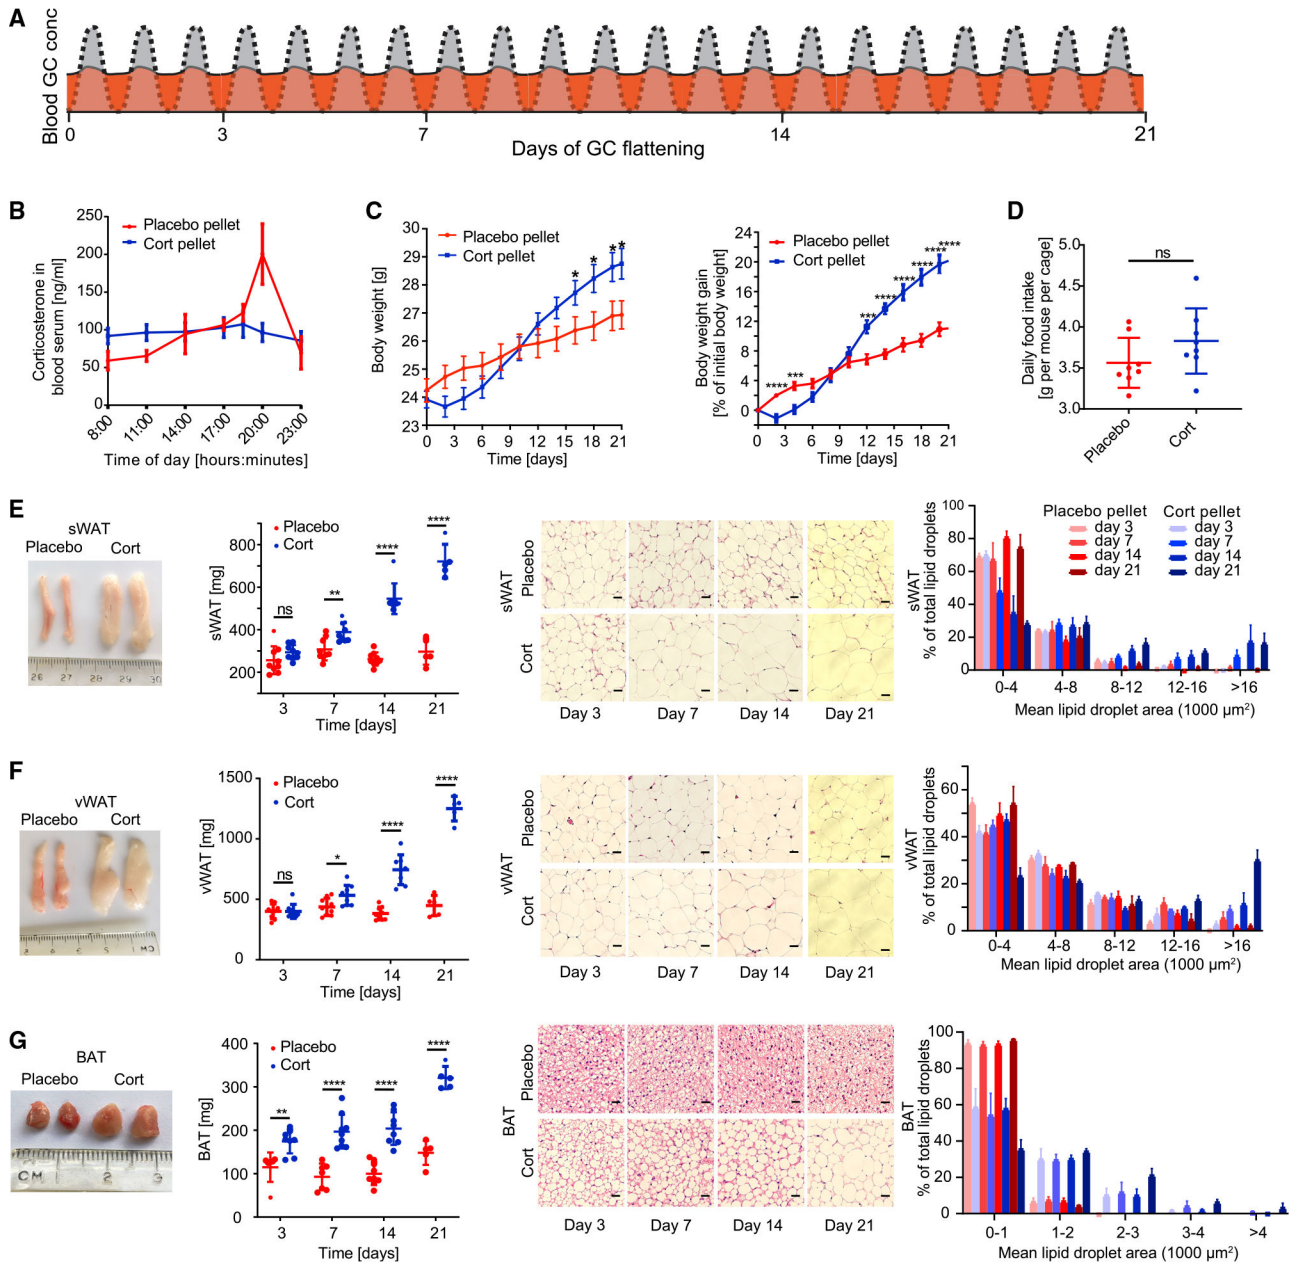 A
Blood GC conc
0 3 7 14 21
Days of GC flattening
B
Corticosterone in
blood serum [ng/ml]
250
200
150
100
50
0
Placebo pellet
Cort pellet
8:00 11:00 14:00 17:00 20:00 23:00
Time of day [hours:minutes]
C
Body weight [g]
30
29
28
27
26
25
24
23
Placebo pellet
Cort pellet
* * * *
0 3 6 9 12 15 18 21
Time [days]
Body weight gain
[% of initial body weight]
24
20
16
12
8
4
0
Placebo pellet
Cort pellet
**** *** *** **** **** **** **** ****
0 3 6 9 12 15 18 21
Time [days]
D
Daily food intake
[g per mouse per cage]
5.0
4.0
3.5
3.0
ns
Placebo Cort
E
sWAT
Placebo Cort
26 27 28 29 30
sWAT [mg]
800
600
400
200
Placebo
Cort
ns ** **** ****
3 7 14 21
Time [days]
sWAT
Placebo
Cort
Day 3 Day 7 Day 14 Day 21
sWAT
% of total lipid droplets
100
80
60
40
20
0
Placebo pellet Cort pellet
day 3 day 3
day 7 day 7
day 14 day 14
day 21 day 21
0-4 4-8 8-12 12-16 >16
Mean lipid droplet area (1000 µm²)
F
vWAT
Placebo Cort
CM
vWAT [mg]
1500
1000
500
0
Placebo
Cort
ns * **** ****
3 7 14 21
Time [days]
vWAT
Placebo
Cort
Day 3 Day 7 Day 14 Day 21
vWAT
% of total lipid droplets
60
40
20
0
0-4 4-8 8-12 12-16 >16
Mean lipid droplet area (1000 µm²)
G
BAT
Placebo Cort
CM 2 3
BAT [mg]
400
300
200
100
0
Placebo
Cort
** **** **** ****
3 7 14 21
Time [days]
BAT
Placebo
Cort
Day 3 Day 7 Day 14 Day 21
BAT
% of total lipid droplets
100
80
60
40
20
0
0-1 1-2 2-3 3-4 >4
Mean lipid droplet area (1000 µm²)